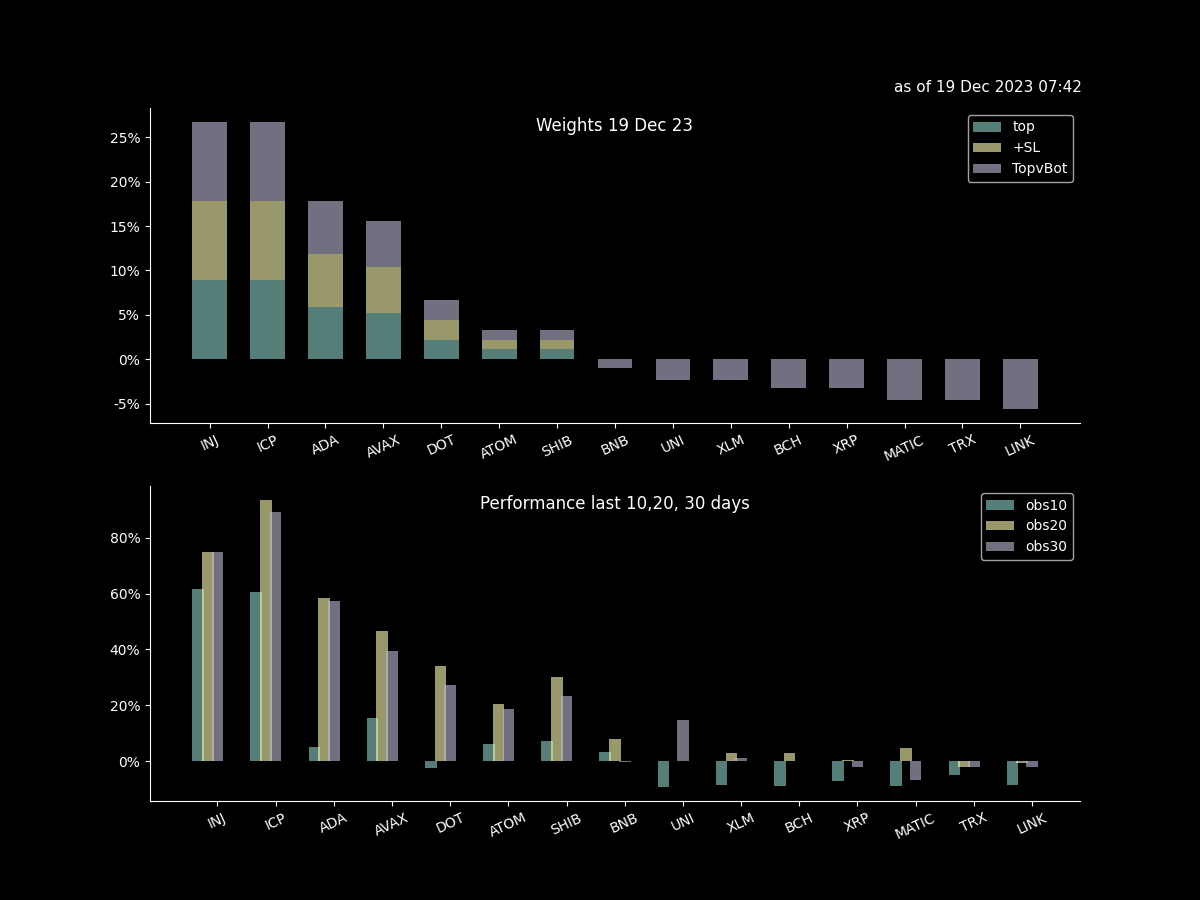 as of 19 Dec 2023 07:42
Weights 19 Dec 23
top
+SL
TopvBot
25%
20%
15%
10%
5%
0%
-5%
INJ ICP ADA AVAX DOT ATOM SHIB BNB UNI XLM BCH XRP MATIC TRX LINK
Performance last 10,20, 30 days
obs10
obs20
obs30
80%
60%
40%
20%
0%
INJ ICP ADA AVAX DOT ATOM SHIB BNB UNI XLM BCH XRP MATIC TRX LINK